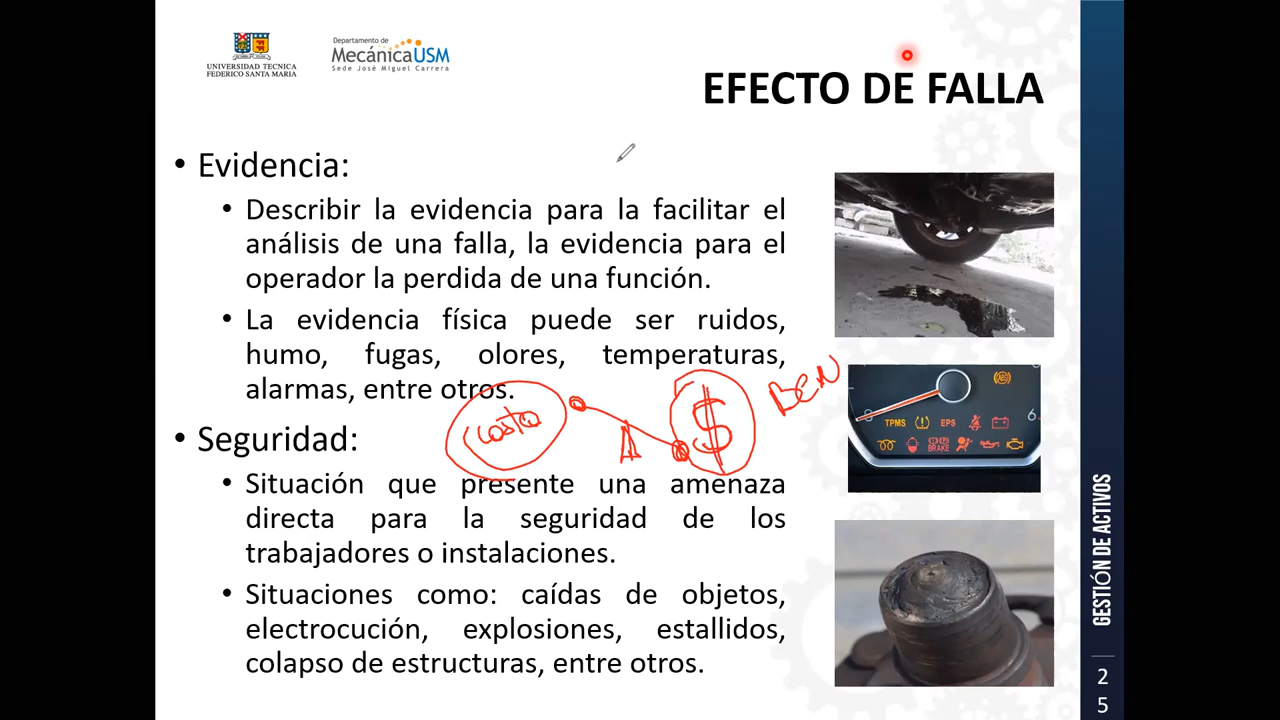 UNIVERSIDAD TECNICA
FEDERICO SANTA MARIA
Departamento de
MecánicaUSM
Sede José Miguel Carrera
EFECTO DE FALLA
• Evidencia:
• Describir la evidencia para la facilitar el
análisis de una falla, la evidencia para el
operador la perdida de una función.
• La evidencia física puede ser ruidos,
humo, fugas, olores, temperaturas,
alarmas, entre otros.
costo
$
BEN
• Seguridad:
• Situación que presente una amenaza
directa para la seguridad de los
trabajadores o instalaciones.
• Situaciones como: caídas de objetos,
electrocución, explosiones, estallidos,
colapso de estructuras, entre otros.
ABS
6
TPMS
EPS
BRAKE
GESTIÓN DE ACTIVOS
2
5